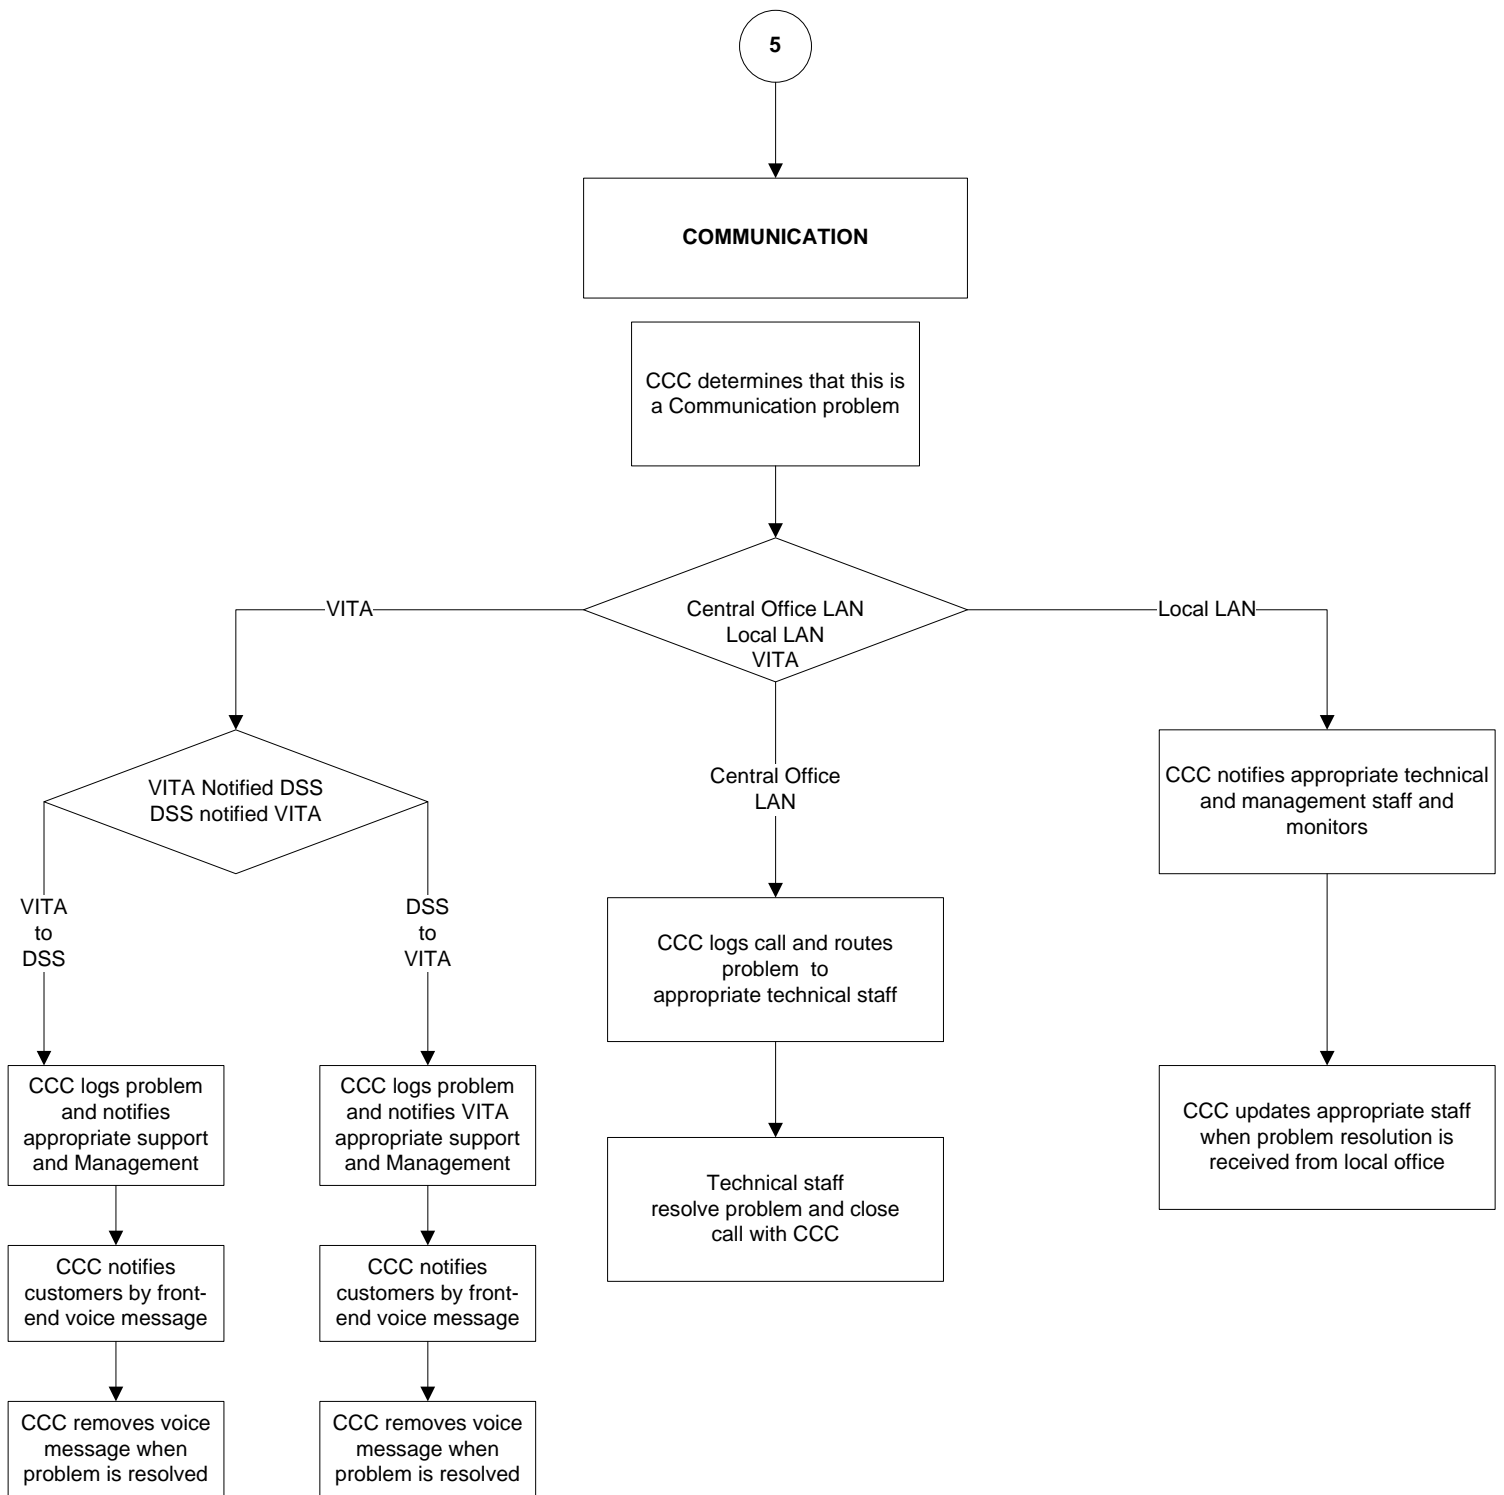 5
COMMUNICATION
CCC determines that this is
a Communication problem
Central Office LAN
Local LAN
VITA
VITA
Local LAN
Central Office
LAN
VITA Notified DSS
DSS notified VITA
VITA
to
DSS
DSS
to
VITA
CCC logs problem
and notifies
appropriate support
and Management
CCC notifies
customers by front-
end voice message
CCC removes voice
message when
problem is resolved
CCC logs problem
and notifies VITA
appropriate support
and Management
CCC notifies
customers by front-
end voice message
CCC removes voice
message when
problem is resolved
CCC logs call and routes
problem to
appropriate technical staff
Technical staff
resolve problem and close
call with CCC
CCC notifies appropriate technical
and management staff and
monitors
CCC updates appropriate staff
when problem resolution is
received from local office